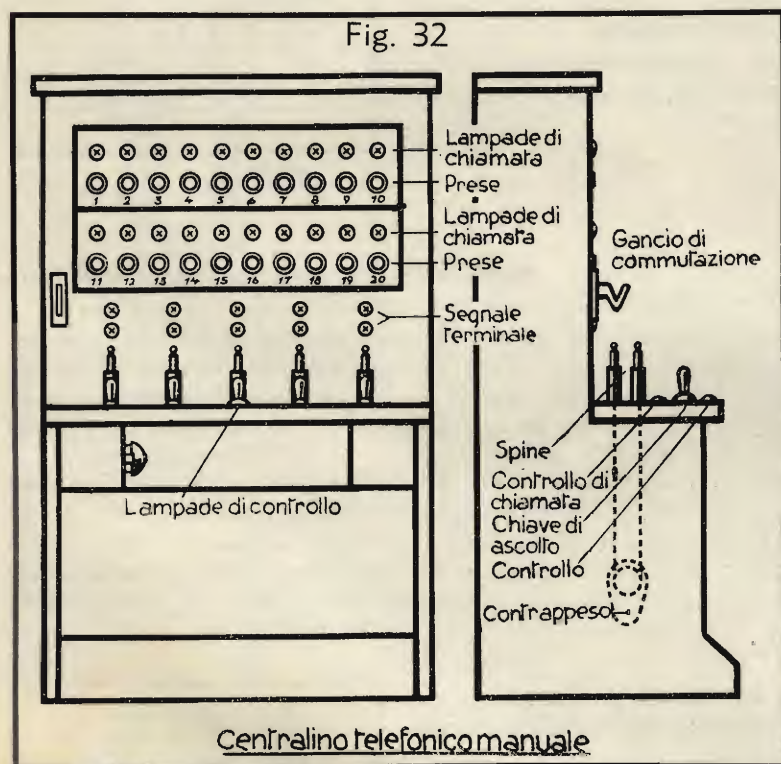 Fig. 32
Lampade di
chiamata
Prese
1 2 3 4 5 6 7 8 9 10
Lampade di
chiamata
Prese
11 12 13 14 15 16 17 18 19 20
Segnale
Terminale
Gancio di
commutazione
Spine
Controllo di
chiamata
Chiave di
ascolto
Controllo
Contrappeso
Lampade di controllo
Centralino telefonico manuale